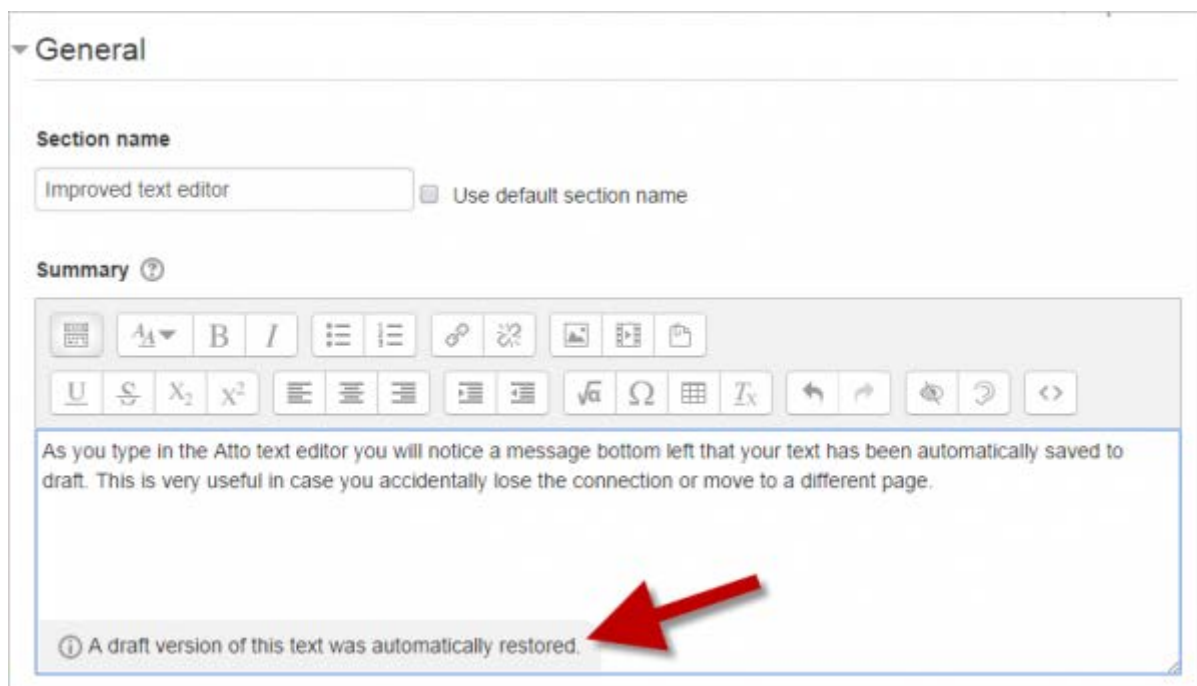 General
Section name
Improved text editor
Use default section name
Summary
As you type in the Atto text editor you will notice a message bottom left that your text has been automatically saved to
draft. This is very useful in case you accidentally lose the connection or move to a different page.
A draft version of this text was automatically restored.